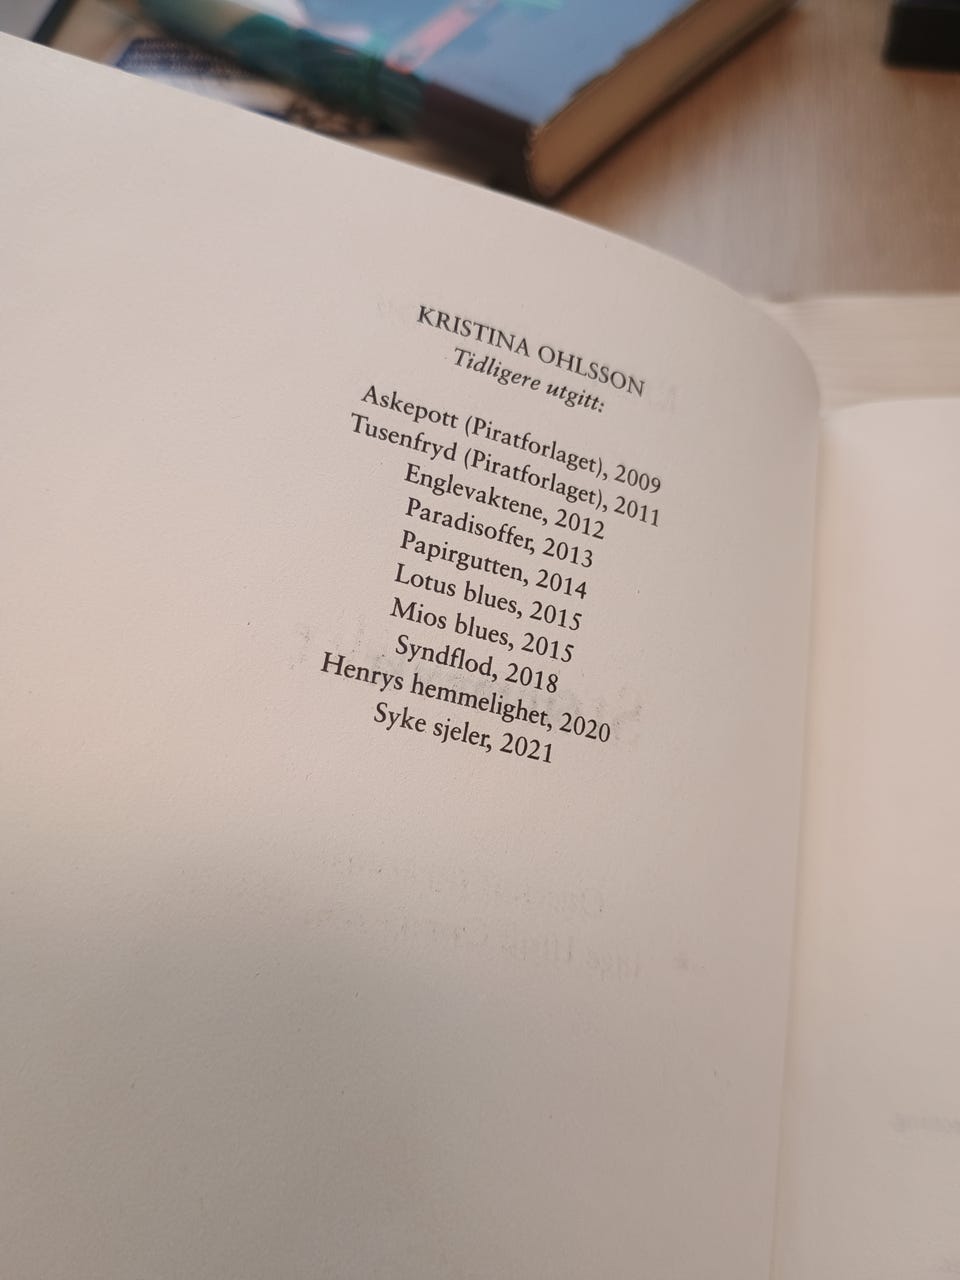 KRISTINA OHLSSON
Tidligere utgitt:
Askepott (Piratforlaget), 2009
Tusenfryd (Piratforlaget), 2011
Englevaktene, 2012
Paradisoffer, 2013
Papirgutten, 2014
Lotus blues, 2015
Mios blues, 2015
Syndflod, 2018
Henrys hemmelighet, 2020
Syke sjeler, 2021